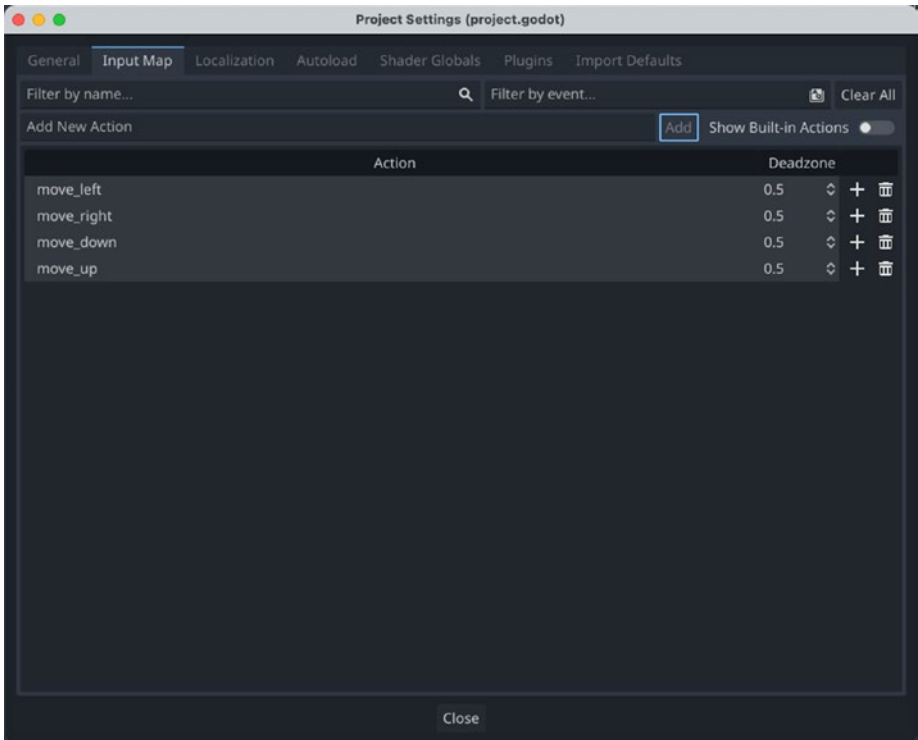 Project Settings (project.godot)
General Input Map Localization Autoload Shader Globals Plugins Import Defaults
Filter by name... Filter by event... Clear All
Add New Action Add Show Built-in Actions
Action Deadzone
move_left 0.5
move_right 0.5
move_down 0.5
move_up 0.5
Close